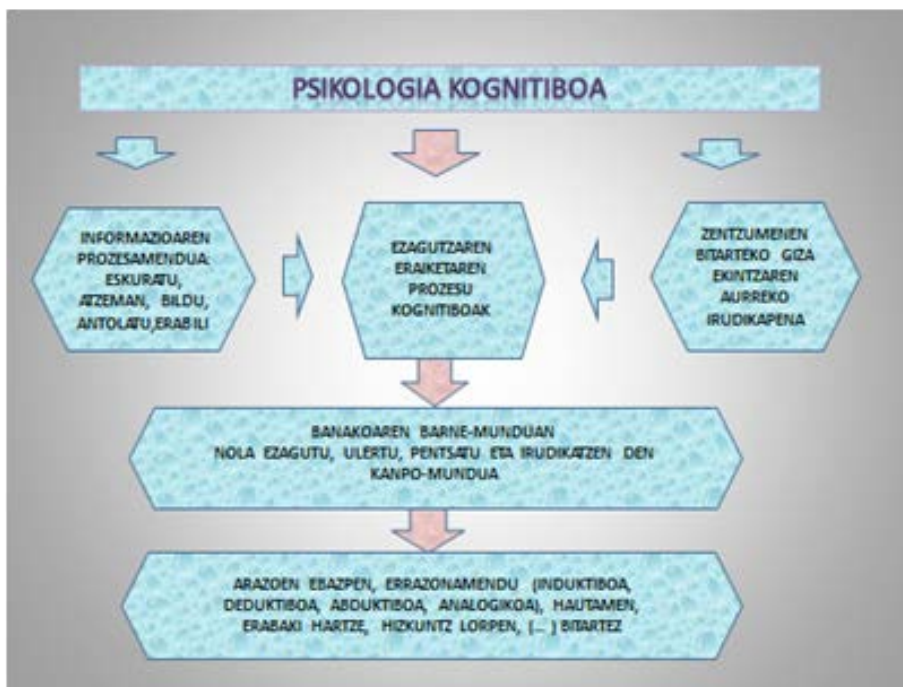 PSIKOLOGIA KOGNITIBOA
INFORMAZIOAREN
PROZESAMENDUA:
ESKURATU,
ATZEMAN, BILDU,
ANTOLATU,ERABILI
EZAGUTZAREN
ERAIKETAREN
PROZESU
KOGNITIBOAK
ZENTZUMENEN
BITARTEKO GIZA
EKINTZAREN
AURREKO
IRUDIKAPENA
BANAKOAREN BARNE-MUNDUAN
NOLA EZAGUTU, ULERTU, PENTSATU ETA IRUDIKATZEN DEN
KANPO-MUNDUA
ARAZOEN EBAZPEN, ERRAZONAMENDU (INDUKTIBOA,
DEDUKTIBOA, ABDUKTIBOA, ANALOGIKOA), HAUTAMEN,
ERABAKI HARTZE, HIZKUNTZ LORPEN, (... ) BITARTEZ